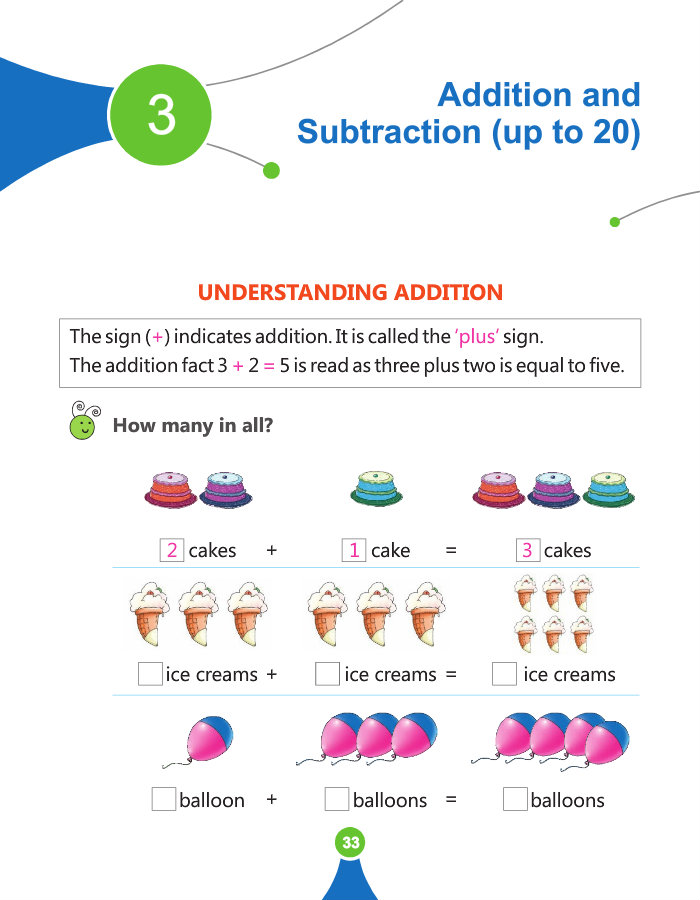 3
Addition and
Subtraction (up to 20)
UNDERSTANDING ADDITION
The sign (+) indicates addition. It is called the ‘plus’ sign.
The addition fact 3 + 2 = 5 is read as three plus two is equal to five.
How many in all?
2 cakes + 1 cake = 3 cakes
ice creams + ice creams = ice creams
balloon + balloons = balloons
33